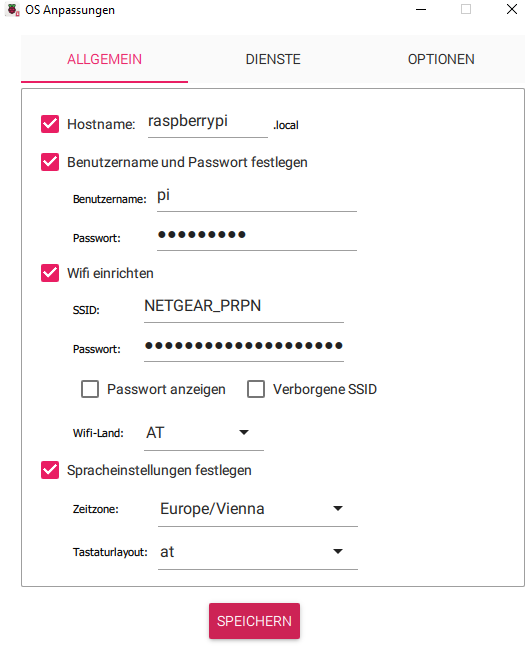 OS Anpassungen
ALLGEMEIN DIENSTE OPTIONEN
Hostname: raspberrypi .local
Benutzername und Passwort festlegen
Benutzername: pi
Passwort: •••••••••
Wifi einrichten
SSID: NETGEAR_PRPN
Passwort: ••••••••••••••••••••
Passwort anzeigen Verborgene SSID
Wifi-Land: AT
Spracheinstellungen festlegen
Zeitzone: Europe/Vienna
Tastaturlayout: at
SPEICHERN